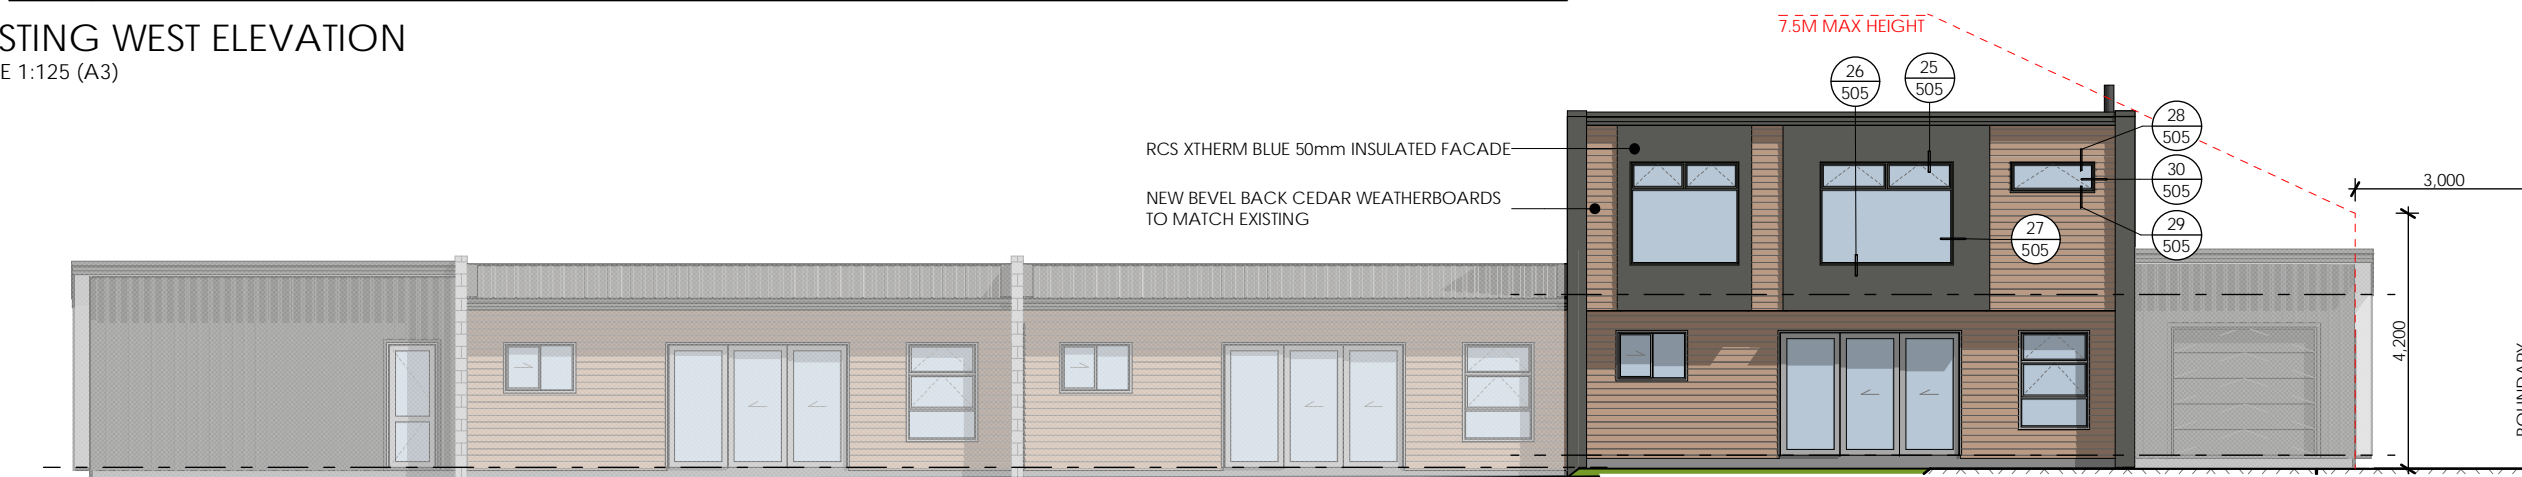 STING WEST ELEVATION
E 1:125 (A3)
7.5M MAX HEIGHT
26
505
25
505
28
505
RCS XTHERM BLUE 50mm INSULATED FACADE
30
505
3,000
NEW BEVEL BACK CEDAR WEATHERBOARDS
TO MATCH EXISTING
27
505
29
505
4,200
BOUNDARY